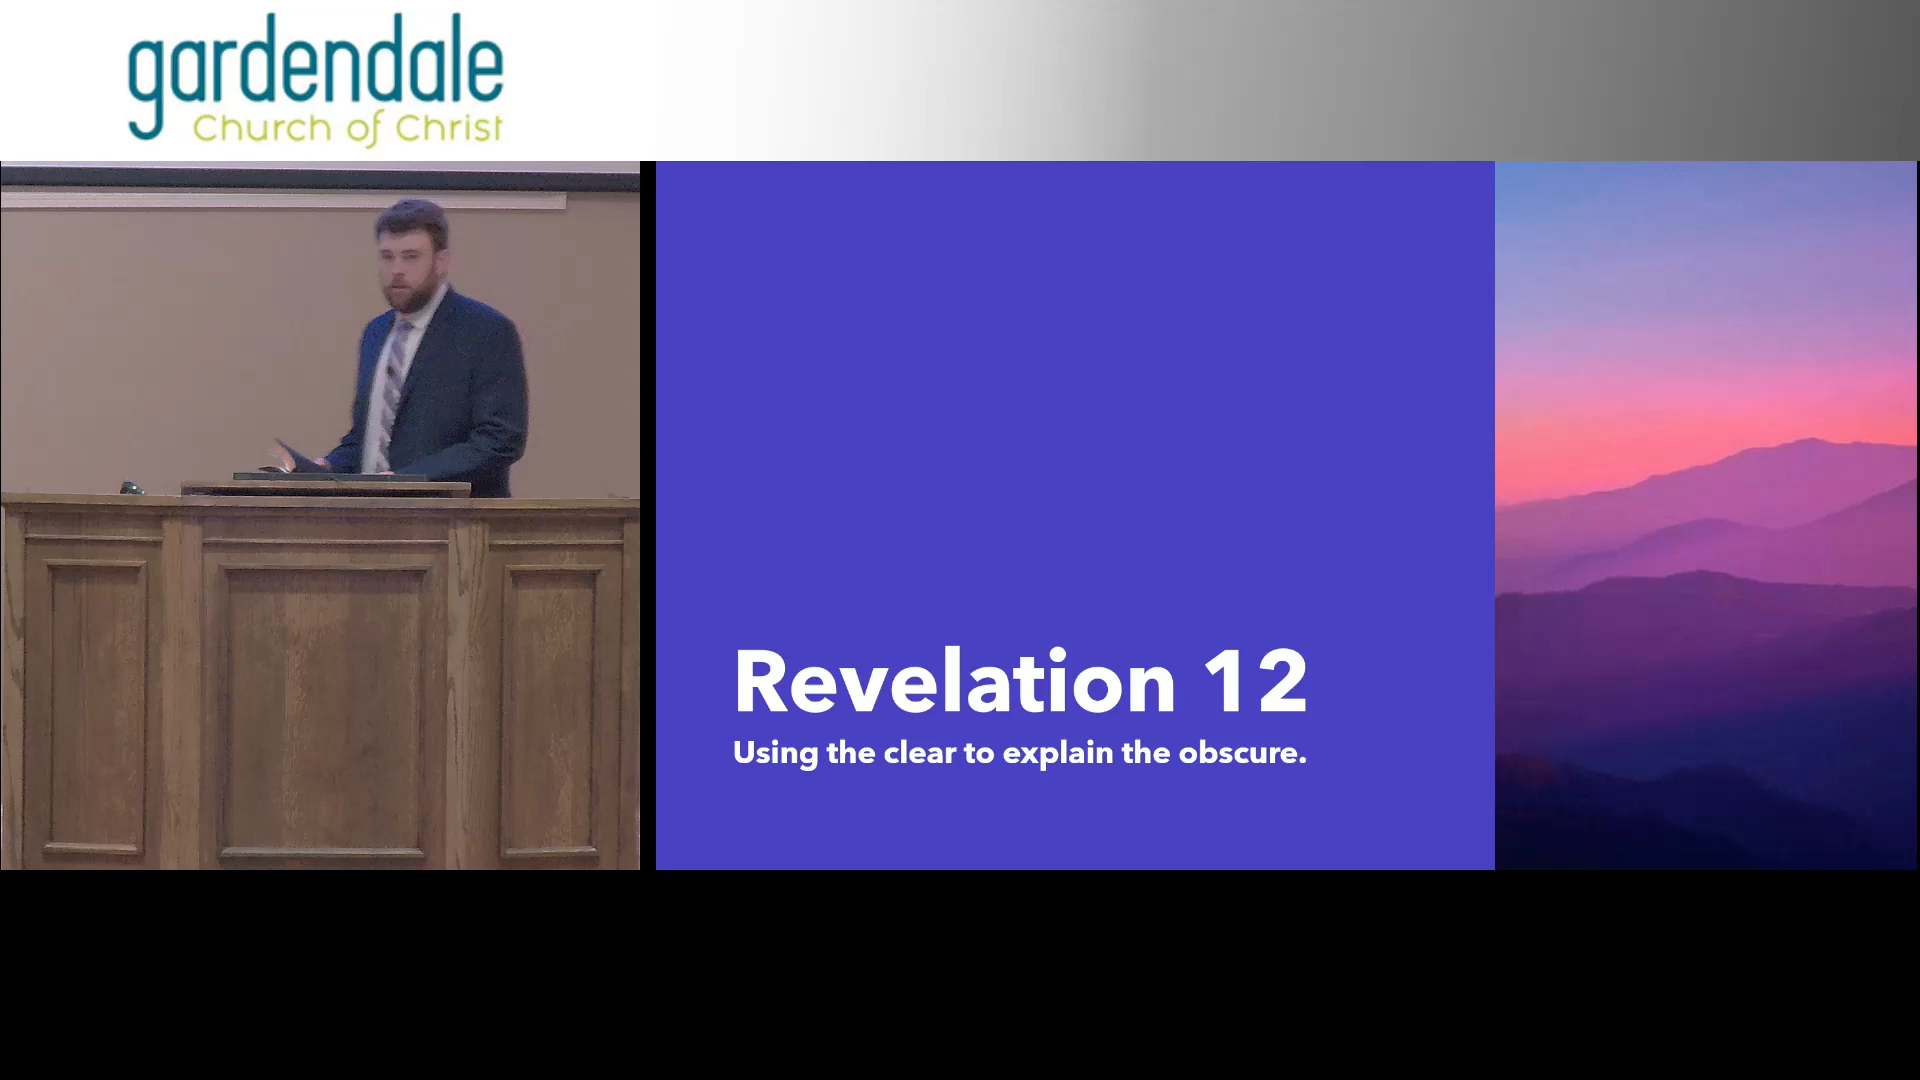 gardendale
Church of Christ
Revelation 12
Using the clear to explain the obscure.